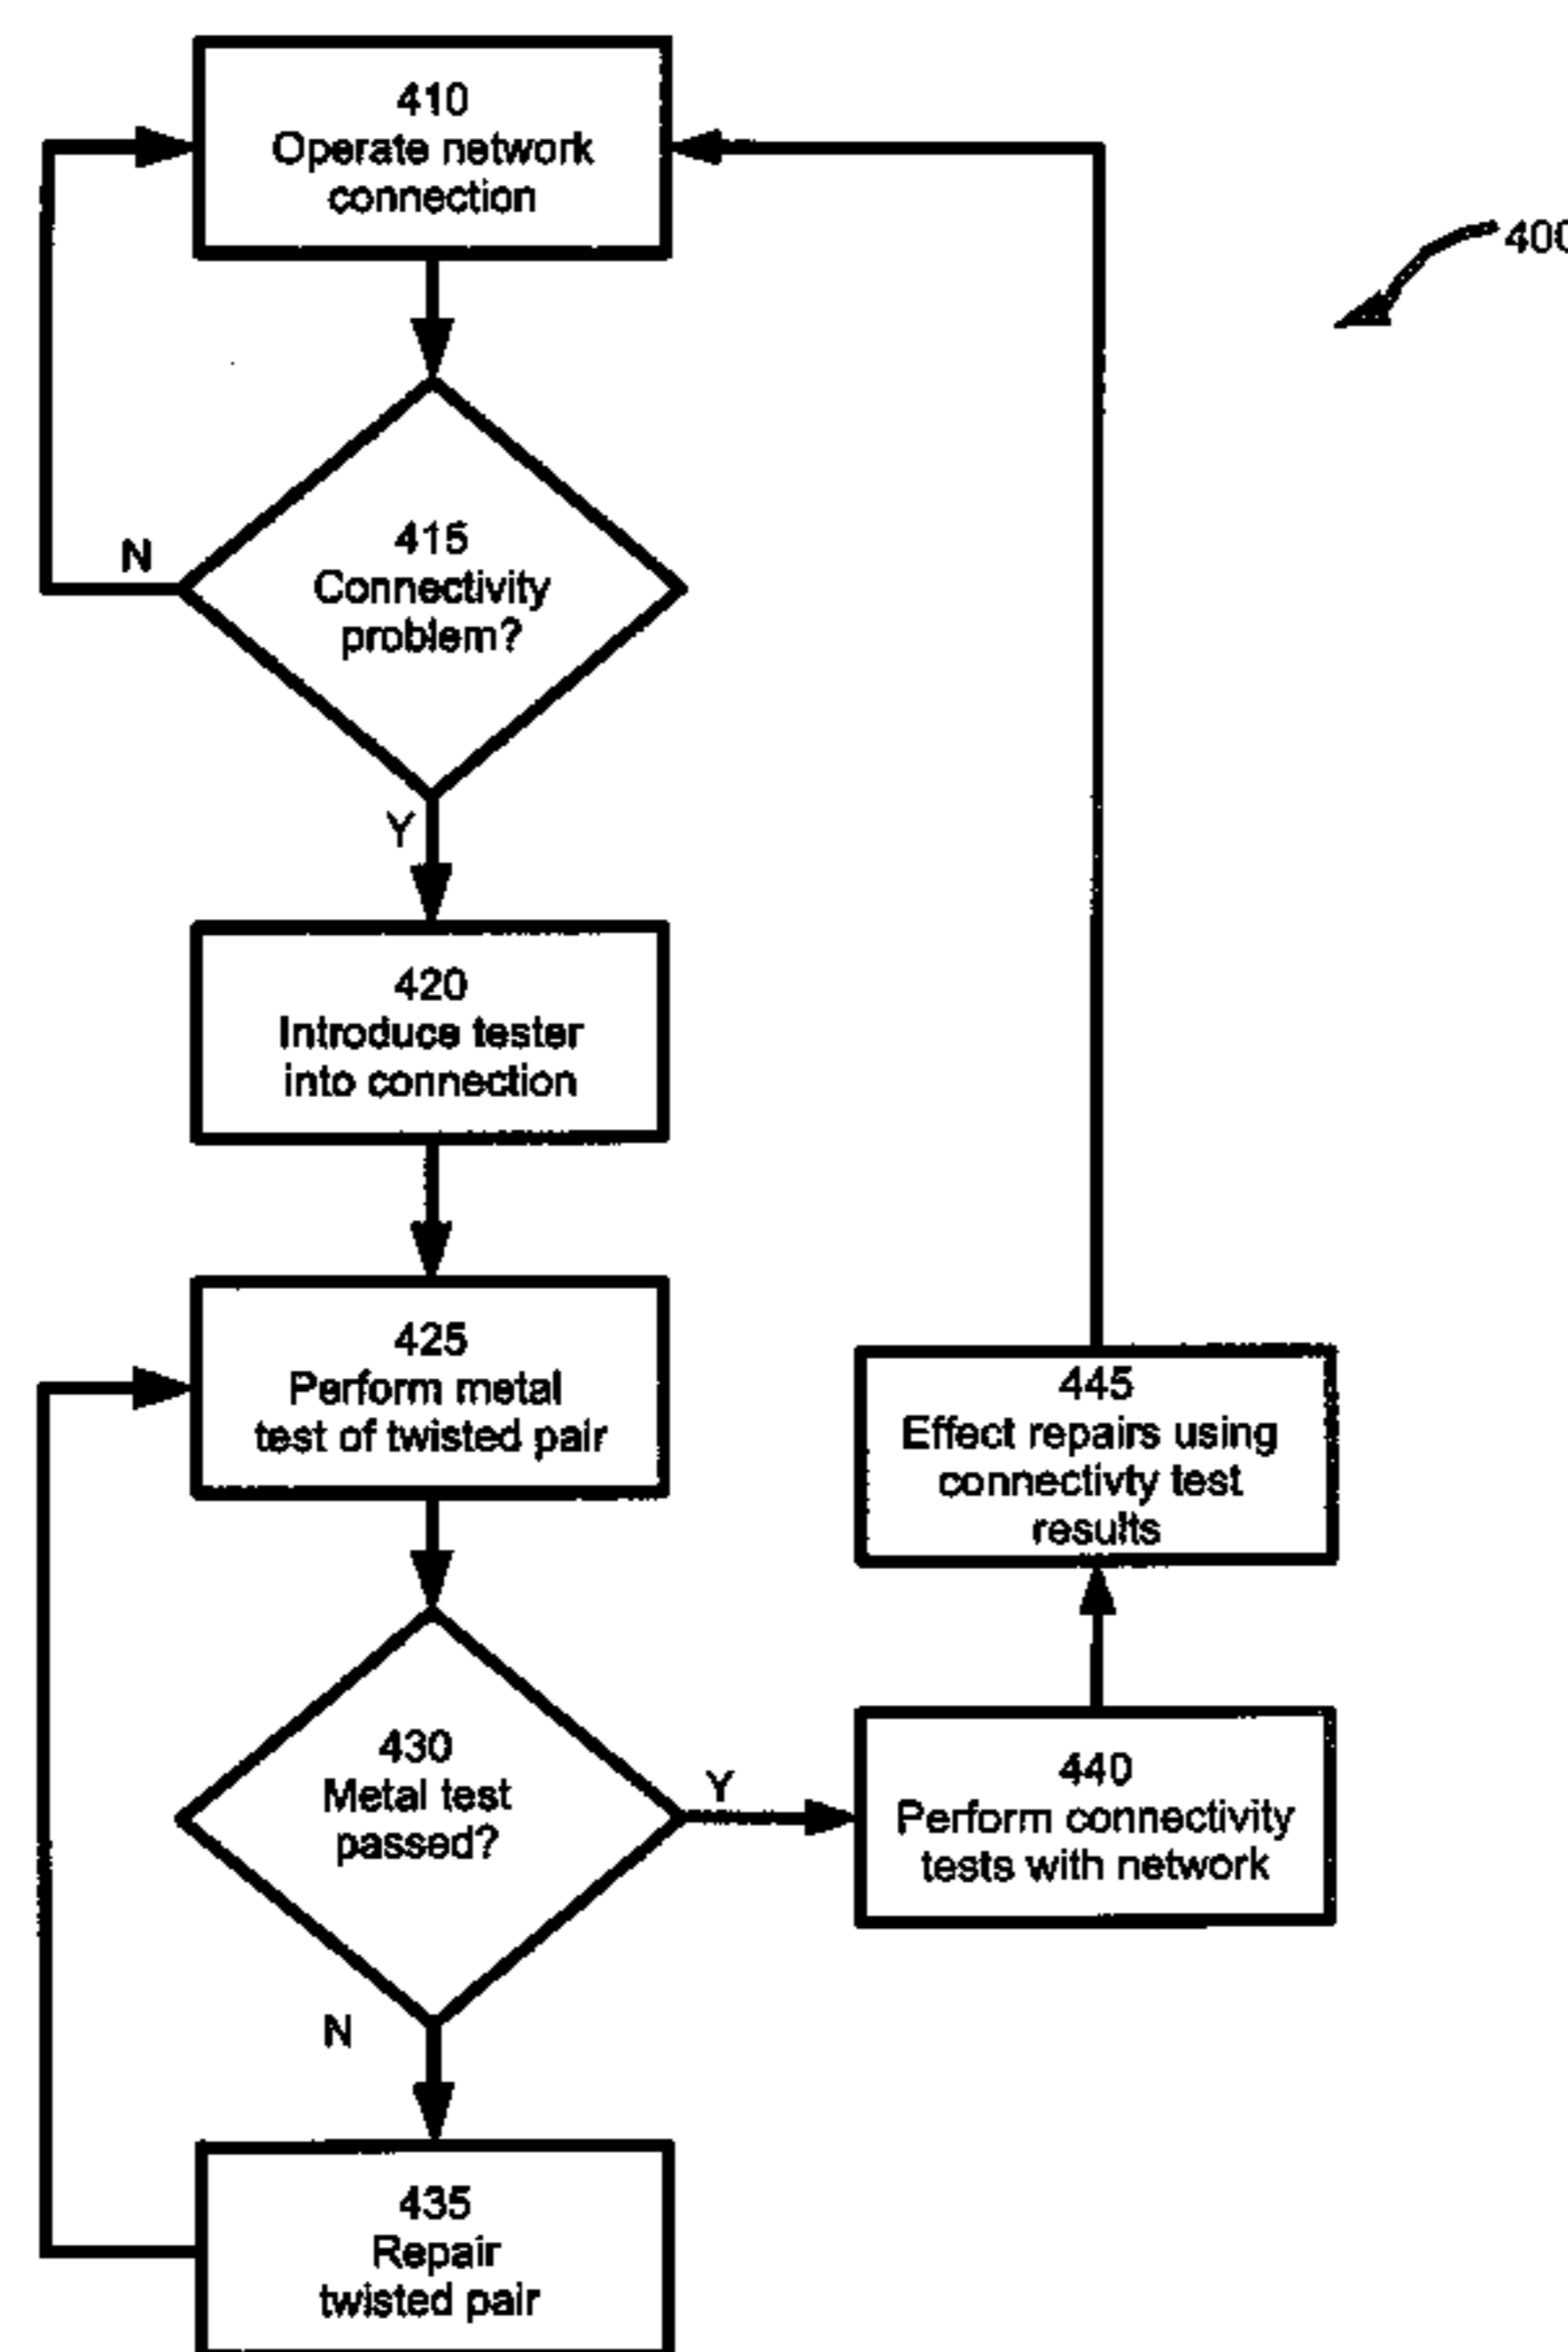 410
Operate network
connection
400
415
Connectivity
problem?
N
Y
420
Introduce tester
into connection
425
Perform metal
test of twisted pair
430
Metal test
passed?
Y
N
435
Repair
twisted pair
445
Effect repairs using
connectivty test
results
440
Perform connectivity
tests with network